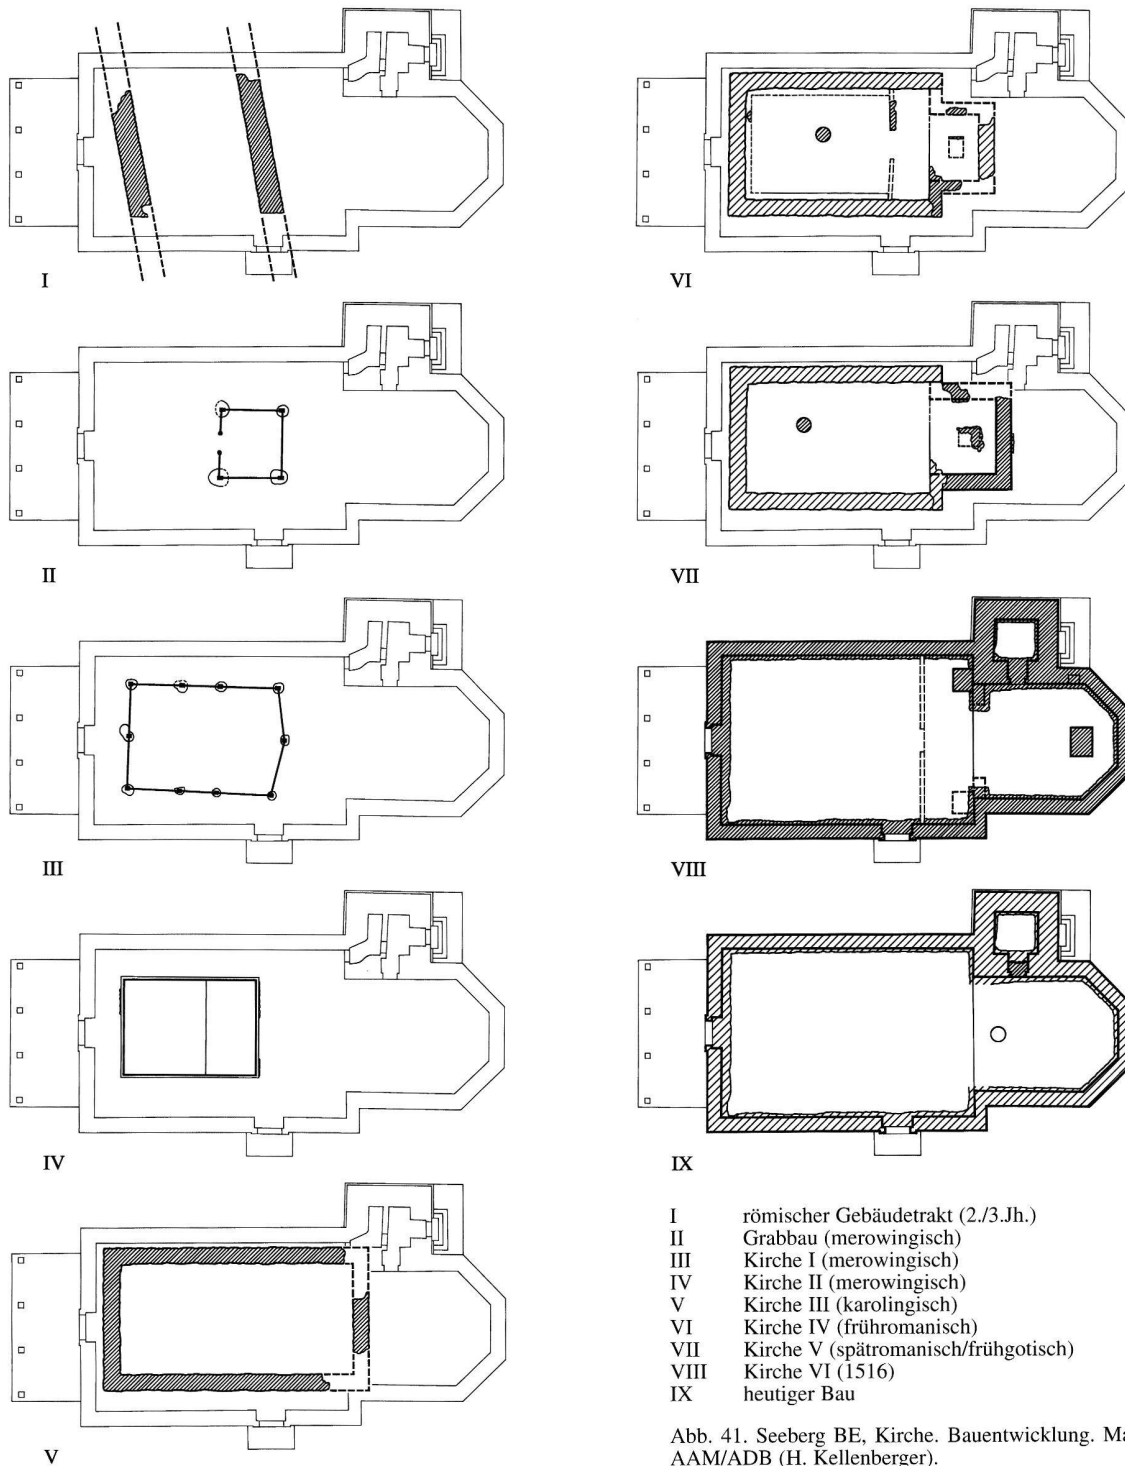 I
II
III
IV
V
VI
VII
VIII
IX
I römischer Gebäudetrakt (2./3.Jh.)
II Grabbau (merowingisch)
III Kirche I (merowingisch)
IV Kirche II (merowingisch)
V Kirche III (karolingisch)
VI Kirche IV (frühromanisch)
VII Kirche V (spätromanisch/frühgotisch)
VIII Kirche VI (1516)
IX heutiger Bau
Abb. 41. Seeberg BE, Kirche. Bauentwicklung.
AAM/ADB (H. Kellenberger).